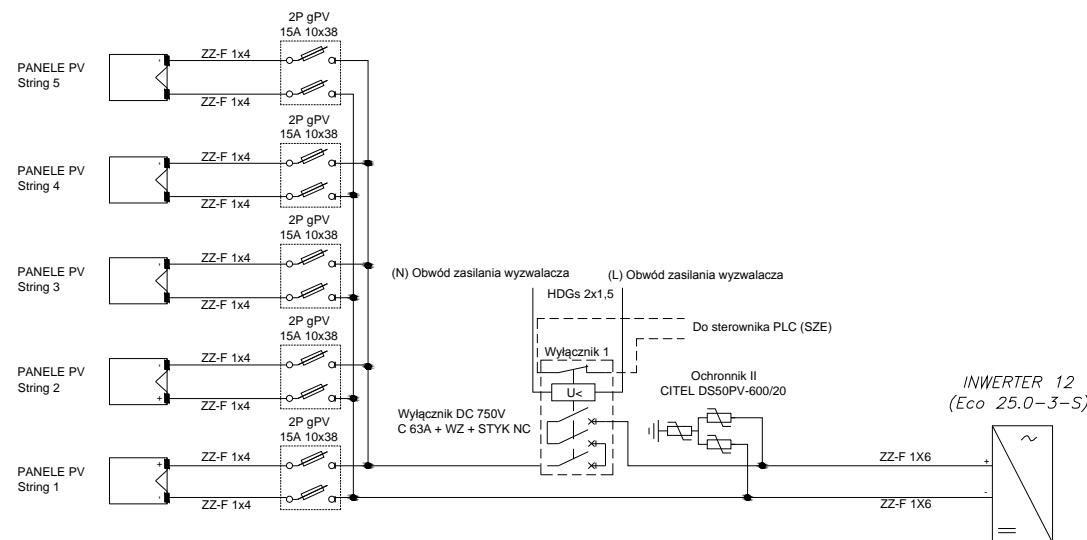 2P gPV
15A 10x38
ZZ-F 1x4
PANELE PV
String 5
ZZ-F 1x4
2P gPV
15A 10x38
ZZ-F 1x4
PANELE PV
String 4
ZZ-F 1x4
2P gPV
15A 10x38
ZZ-F 1x4
PANELE PV
String 3
ZZ-F 1x4
2P gPV
15A 10x38
ZZ-F 1x4
PANELE PV
String 2
ZZ-F 1x4
2P gPV
15A 10x38
ZZ-F 1x4
PANELE PV
String 1
ZZ-F 1x4
(N) Obwód zasilania wyzwalacza
(L) Obwód zasilania wyzwalacza
HDGs 2x1,5
Do sterownika PLC (SZE)
Wyłącznik 1
U<
Wyłącznik DC 750V
C 63A + WZ + STYK NC
Ochronnik II
CITEL DS50PV-600/20
INWERTER 12
(Eco 25.0-3-S)
ZZ-F 1X6
+
-
ZZ-F 1X6